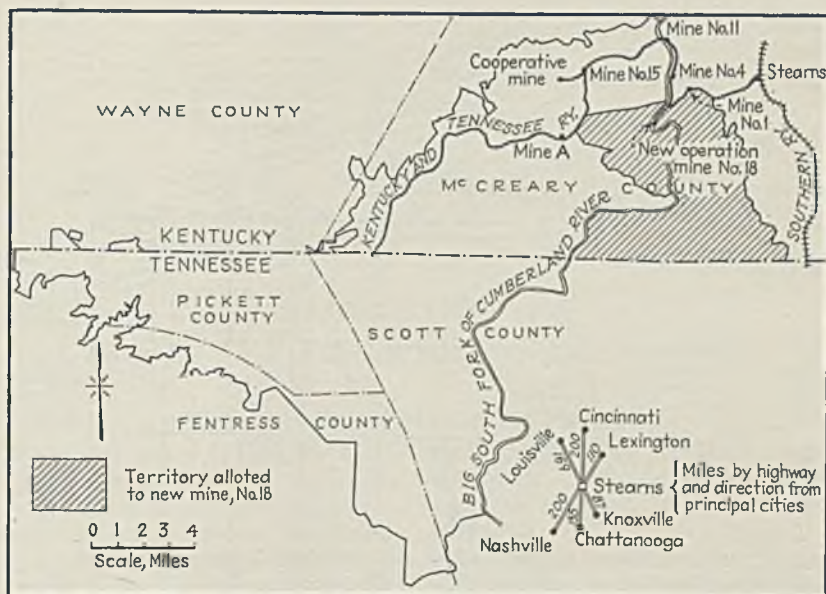 Mine No.11
Cooperative
mine
Mine No.15
Mine No.4
Stearns
Mine
No.1
WAYNE COUNTY
KENTUCKY AND TENNESSEE RY.
Mine A
New operation
mine No.18
McCREARY COUNTY
SOUTHERN RY.
KENTUCKY
TENNESSEE
PICKETT
COUNTY
SCOTT COUNTY
BIG SOUTH FORK OF CUMBERLAND RIVER
FENTRESS COUNTY
Territory alloted
to new mine, No.18
0 1 2 3 4
Scale, Miles
Cincinnati
Louisville
Lexington
200
110
Stearns
Miles by highway
and direction from
principal cities
200
Knoxville
Nashville
Chattanooga